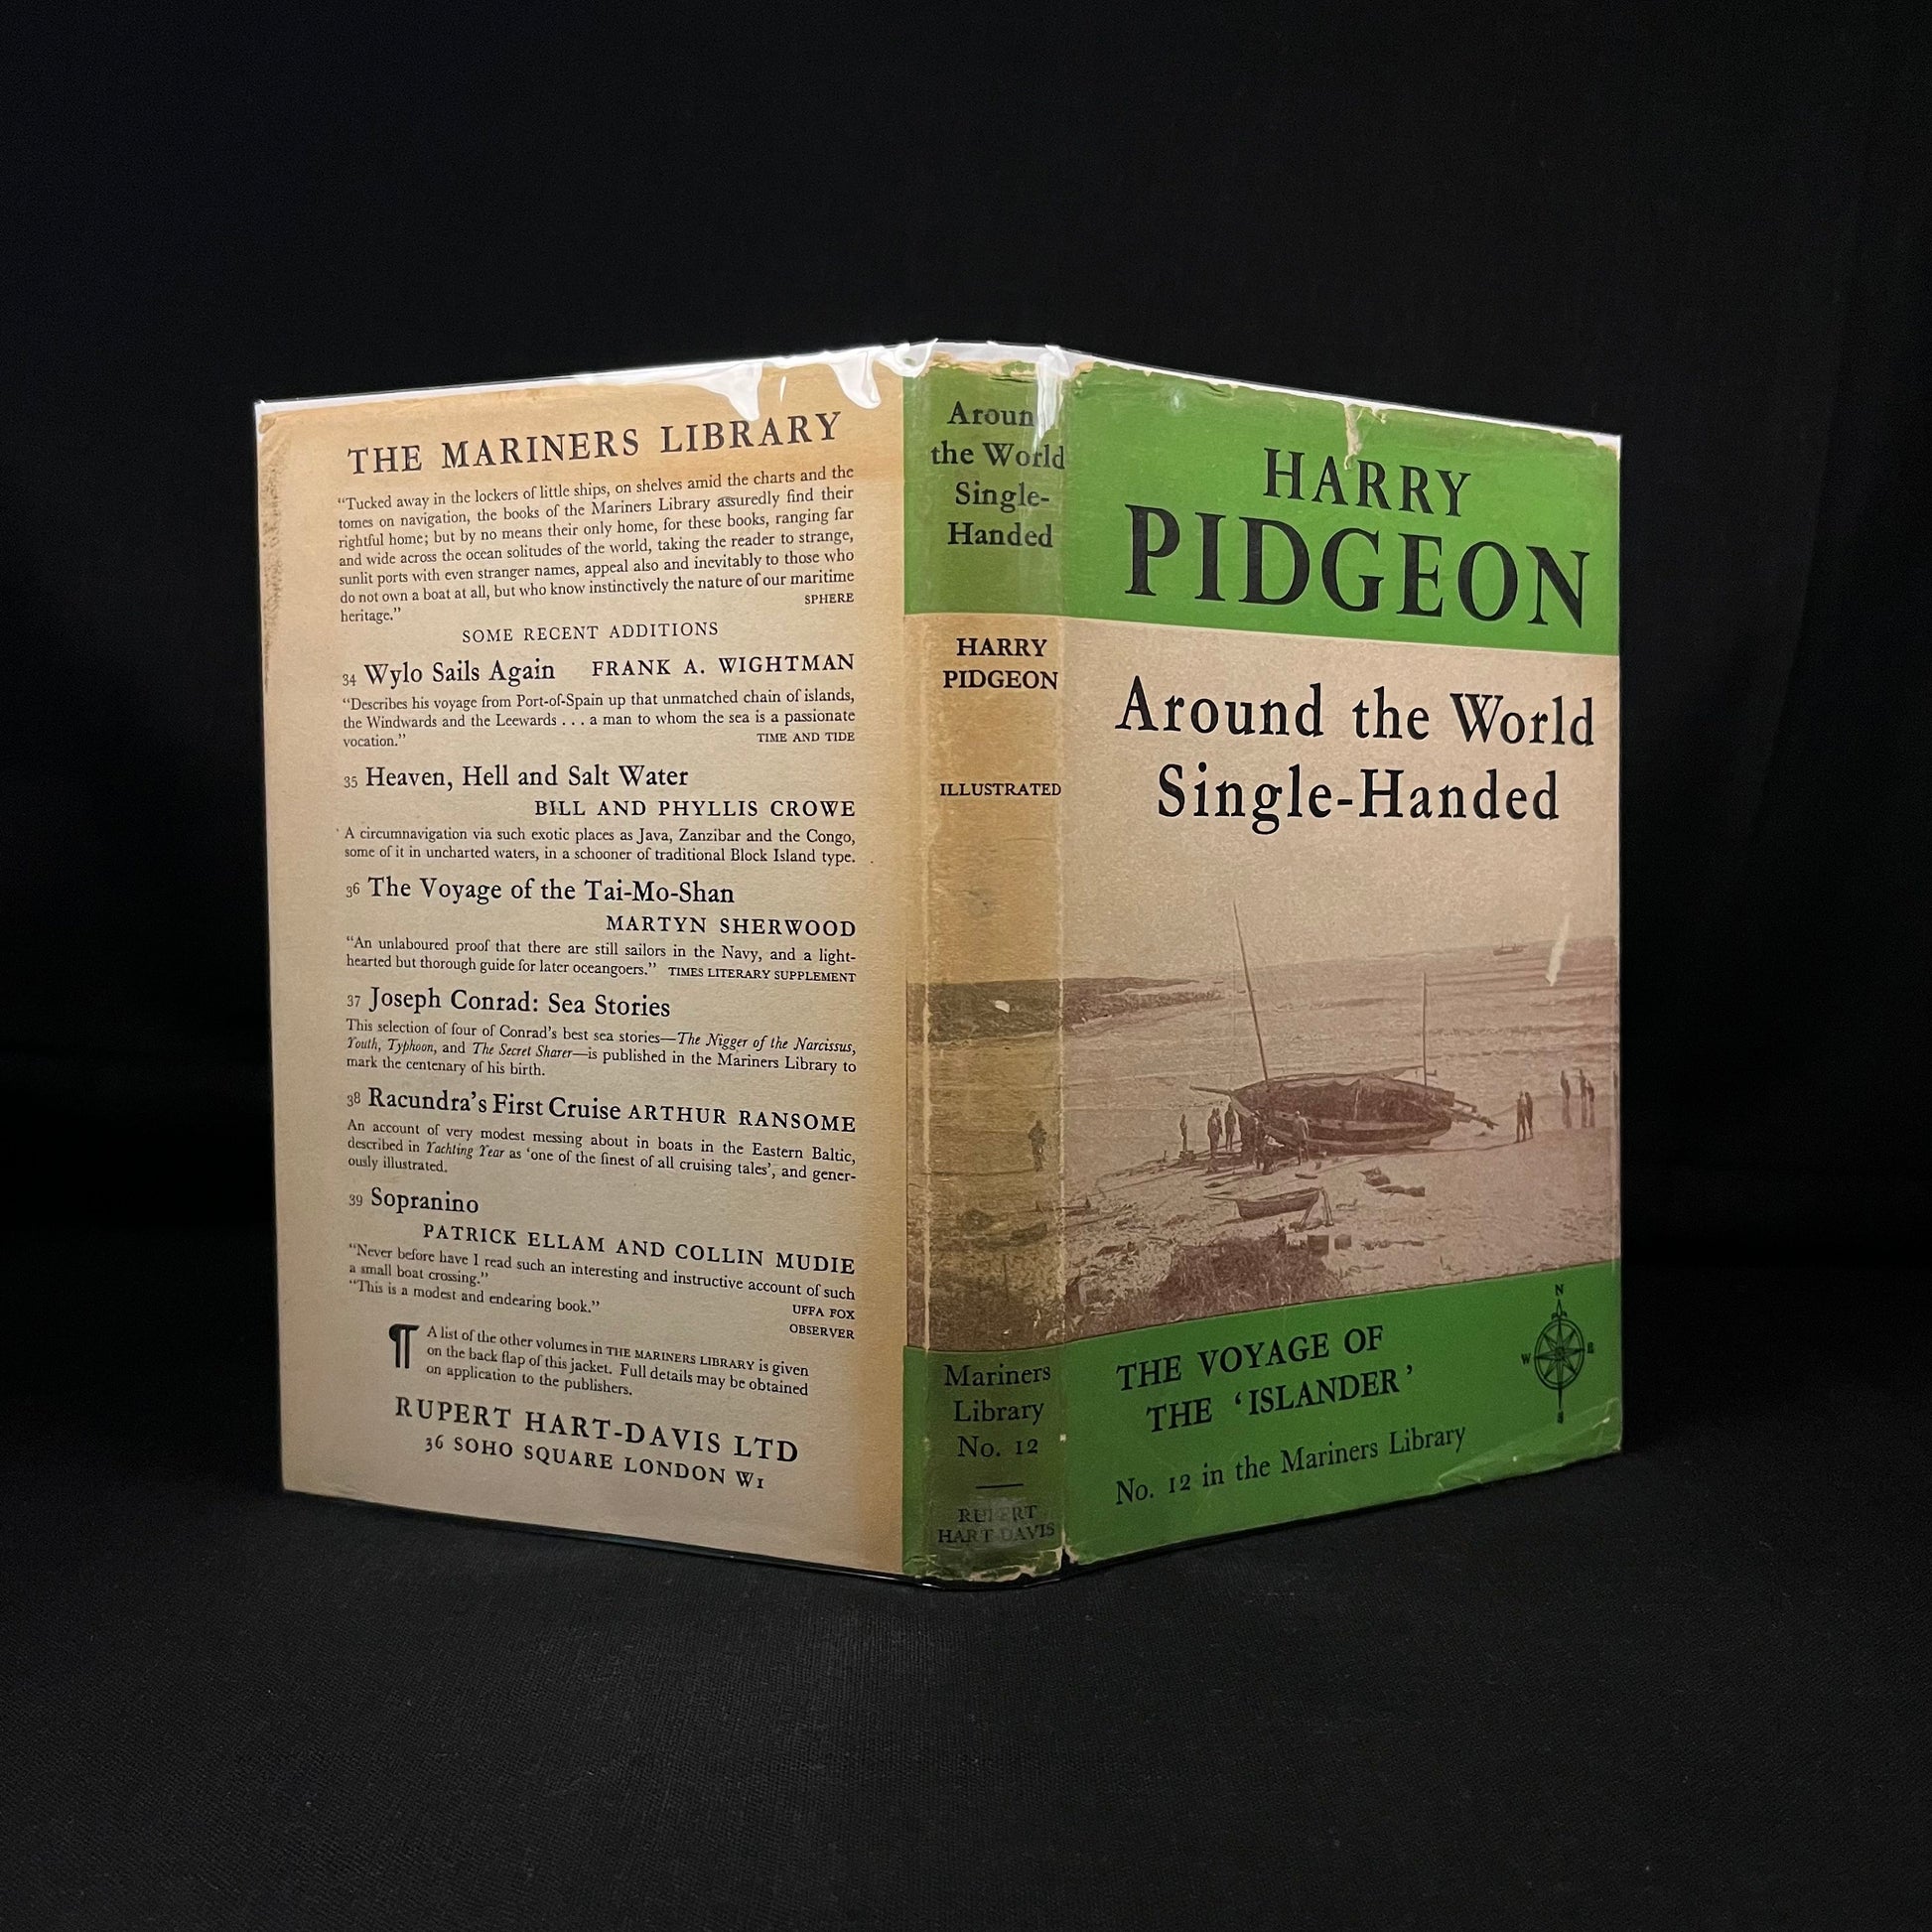 THE MARINERS LIBRARY
“Tucked away in the lockers of little ships, on shelves amid the charts and the
tomes on navigation, the books of the Mariners Library assuredly find their
rightful home; but by no means their only home, for these books, ranging far
and wide across the ocean solitudes of the world, taking the reader to strange,
sunlit ports with even stranger names, appeal also and inevitably to those who
do not own a boat at all, but who know instinctively the nature of our maritime
heritage.” SPHERE
SOME RECENT ADDITIONS
34 Wylo Sails Again FRANK A. WIGHTMAN
“Describes his voyage from Port-of-Spain up that unmatched chain of islands,
the Windwards and the Leewards . . . a man to whom the sea is a passionate
vocation.” TIME AND TIDE
35 Heaven, Hell and Salt Water
BILL AND PHYLLIS CROWE
A circumnavigation via such exotic places as Java, Zanzibar and the Congo,
some of it in uncharted waters, in a schooner of traditional Block Island type.
36 The Voyage of the Tai-Mo-Shan
MARTYN SHERWOOD
“An unlaboured proof that there are still sailors in the Navy, and a light-
hearted but thorough guide for later oceangoers.” TIMES LITERARY SUPPLEMENT
37 Joseph Conrad: Sea Stories
This selection of four of Conrad’s best sea stories—The Nigger of the Narcissus,
Youth, Typhoon, and The Secret Sharer—is published in the Mariners Library to
mark the centenary of his birth.
38 Racundra’s First Cruise ARTHUR RANSOME
An account of very modest messing about in boats in the Eastern Baltic,
described in Yachting Year as ‘one of the finest of all cruising tales’, and gener-
ously illustrated.
39 Sopranino
PATRICK ELLAM AND COLLIN MUDIE
“Never before have I read such an interesting and instructive account of such
a small boat crossing.” UFFA FOX
“This is a modest and endearing book.” OBSERVER
¶ A list of the other volumes in THE MARINERS LIBRARY is given
on the back flap of this jacket. Full details may be obtained
on application to the publishers.
RUPERT HART-DAVIS LTD
36 SOHO SQUARE LONDON W1
Aroun
the World
Single-
Handed
HARRY
PIDGEON
ILLUSTRATED
Mariners
Library
No. 12
RUPERT
HART-DAVIS
HARRY
PIDGEON
Around the World
Single-Handed
THE VOYAGE OF
THE ‘ISLANDER’
No. 12 in the Mariners Library
N
W E
S